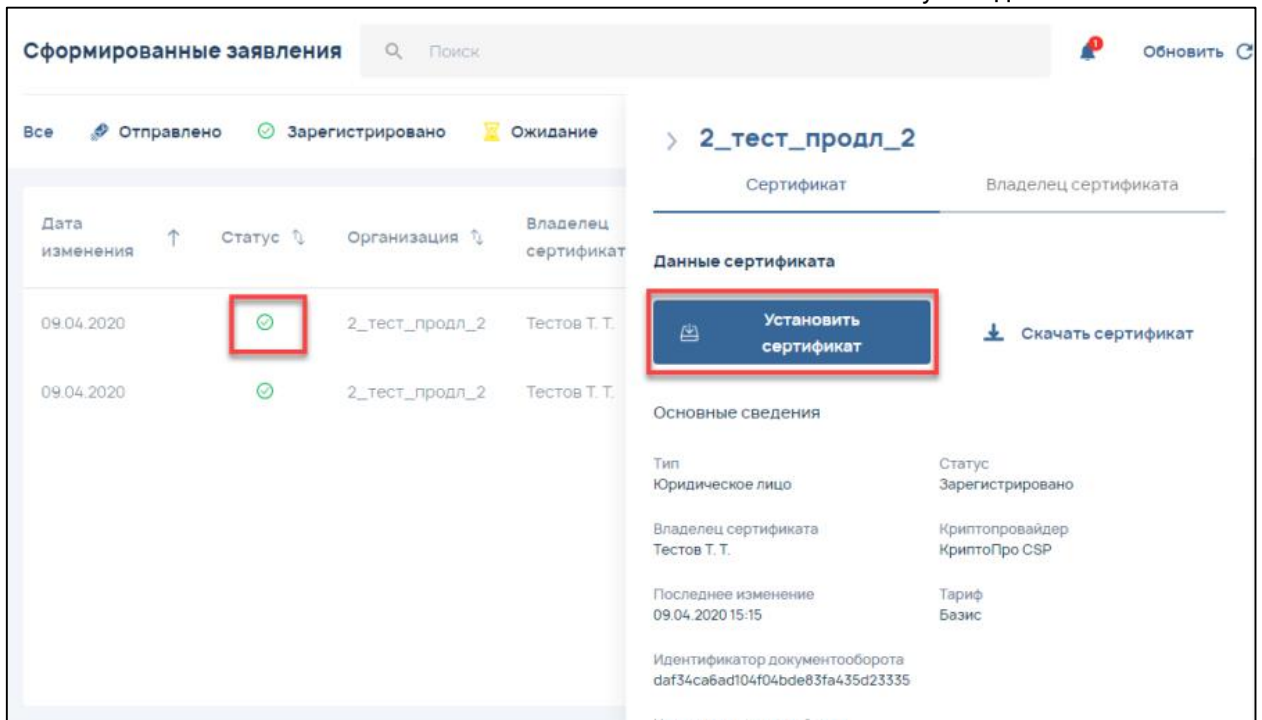 Сформированные заявления
Поиск
1
Обновить
Все Отправлено Зарегистрировано Ожидание
Дата изменения
Статус
Организация
Владелец сертификат
09.04.2020 2_тест_продл_2 Тестов Т. Т.
09.04.2020 2_тест_продл_2 Тестов Т. Т.
2_тест_продл_2
Сертификат Владелец сертификата
Данные сертификата
Установить
сертификат
Скачать сертификат
Основные сведения
Тип
Юридическое лицо
Статус
Зарегистрировано
Владелец сертификата
Тестов Т. Т.
Криптопровайдер
КриптоПро CSP
Последнее изменение
09.04.2020 15:15
Тариф
Базис
Идентификатор документооборота
daf34ca6ad104f04bde83fa435d23335